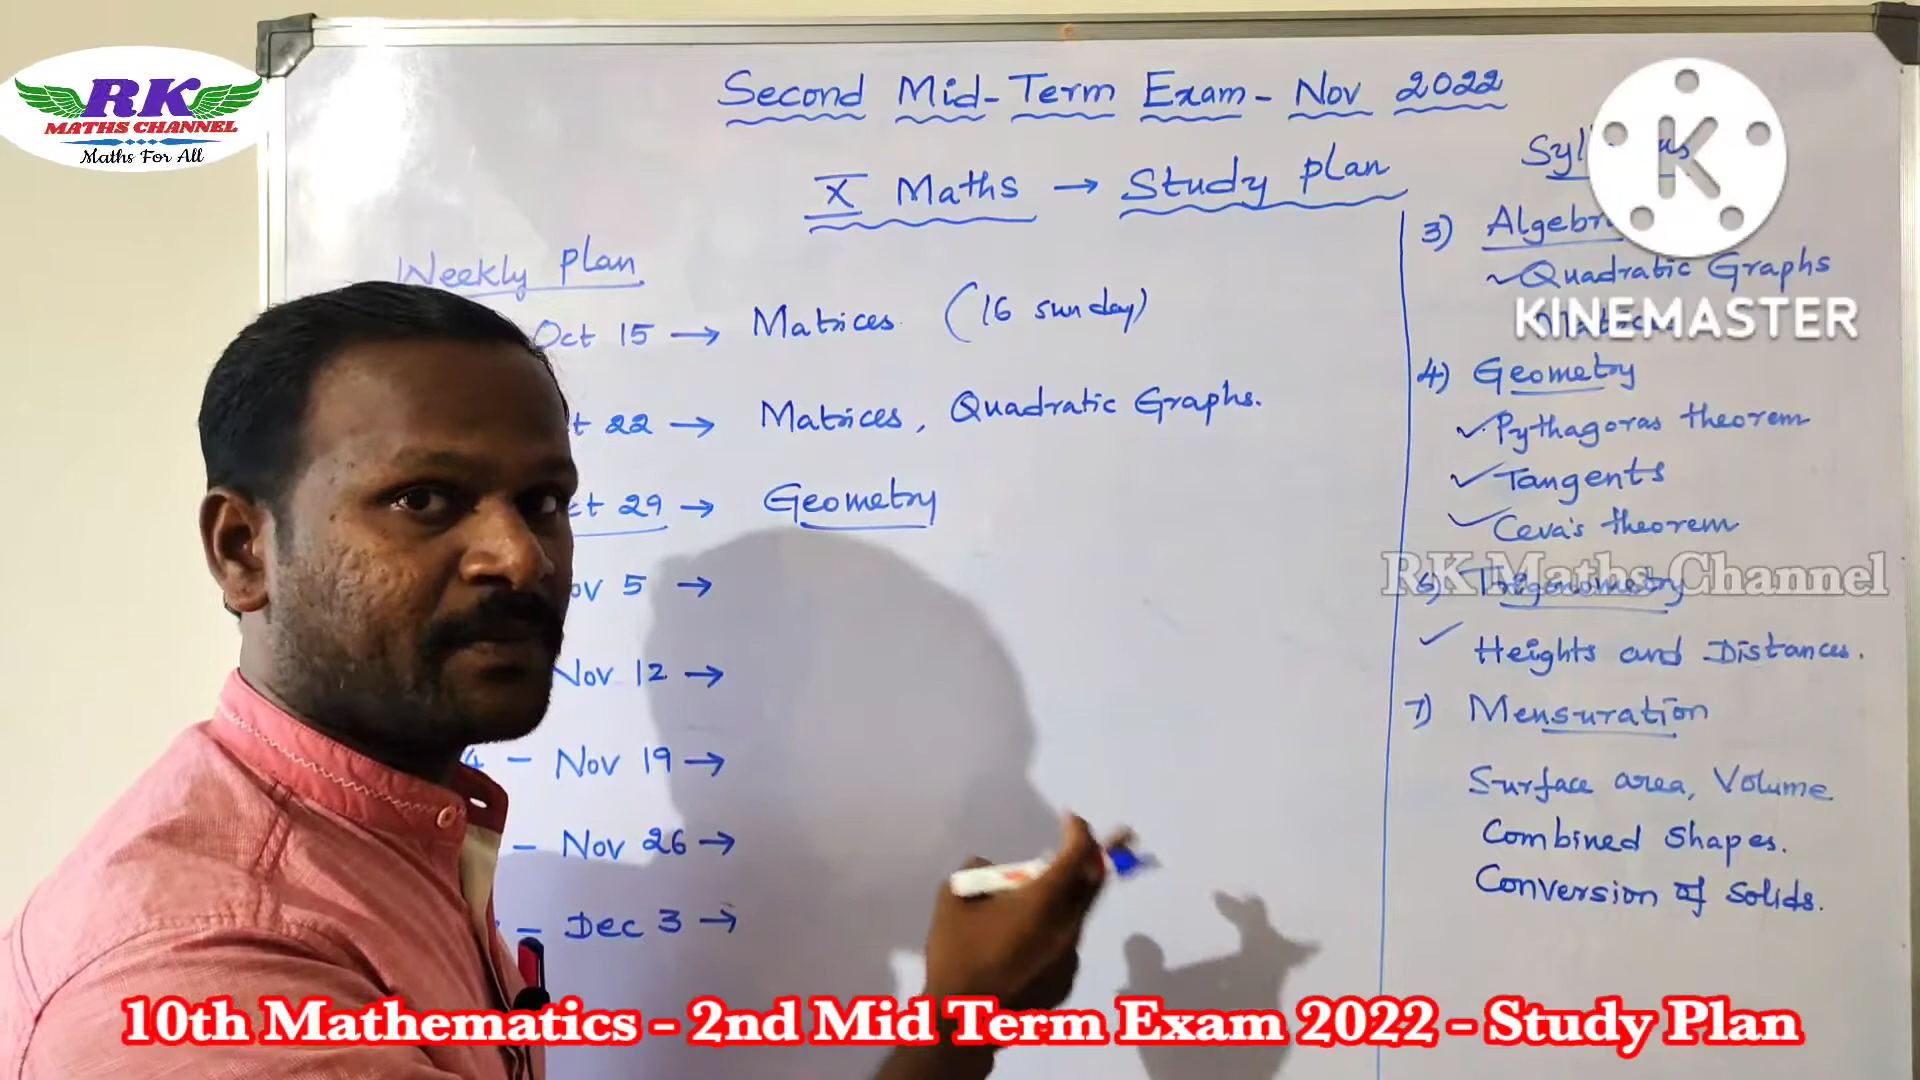 RK
MATHS CHANNEL
Maths For All
Second Mid-Term Exam - Nov 2022
X Maths → Study Plan
Weekly Plan
Oct 15 → Matrices (16 Sunday)
22 → Matrices, Quadratic Graphs.
29 → Geometry
5 →
Nov 12 →
- Nov 19 →
- Nov 26 →
- Dec 3 →
3) Algebra
Quadratic Graphs
K
KINEMASTER
4) Geometry
✓ Pythagoras theorem
✓ Tangents
✓ Ceva's theorem
6) Trigonometry
RK Maths Channel
✓ Heights and Distances.
7) Mensuration
Surface area, Volume
Combined Shapes.
Conversion of Solids.
10th Mathematics - 2nd Mid Term Exam 2022 - Study Plan